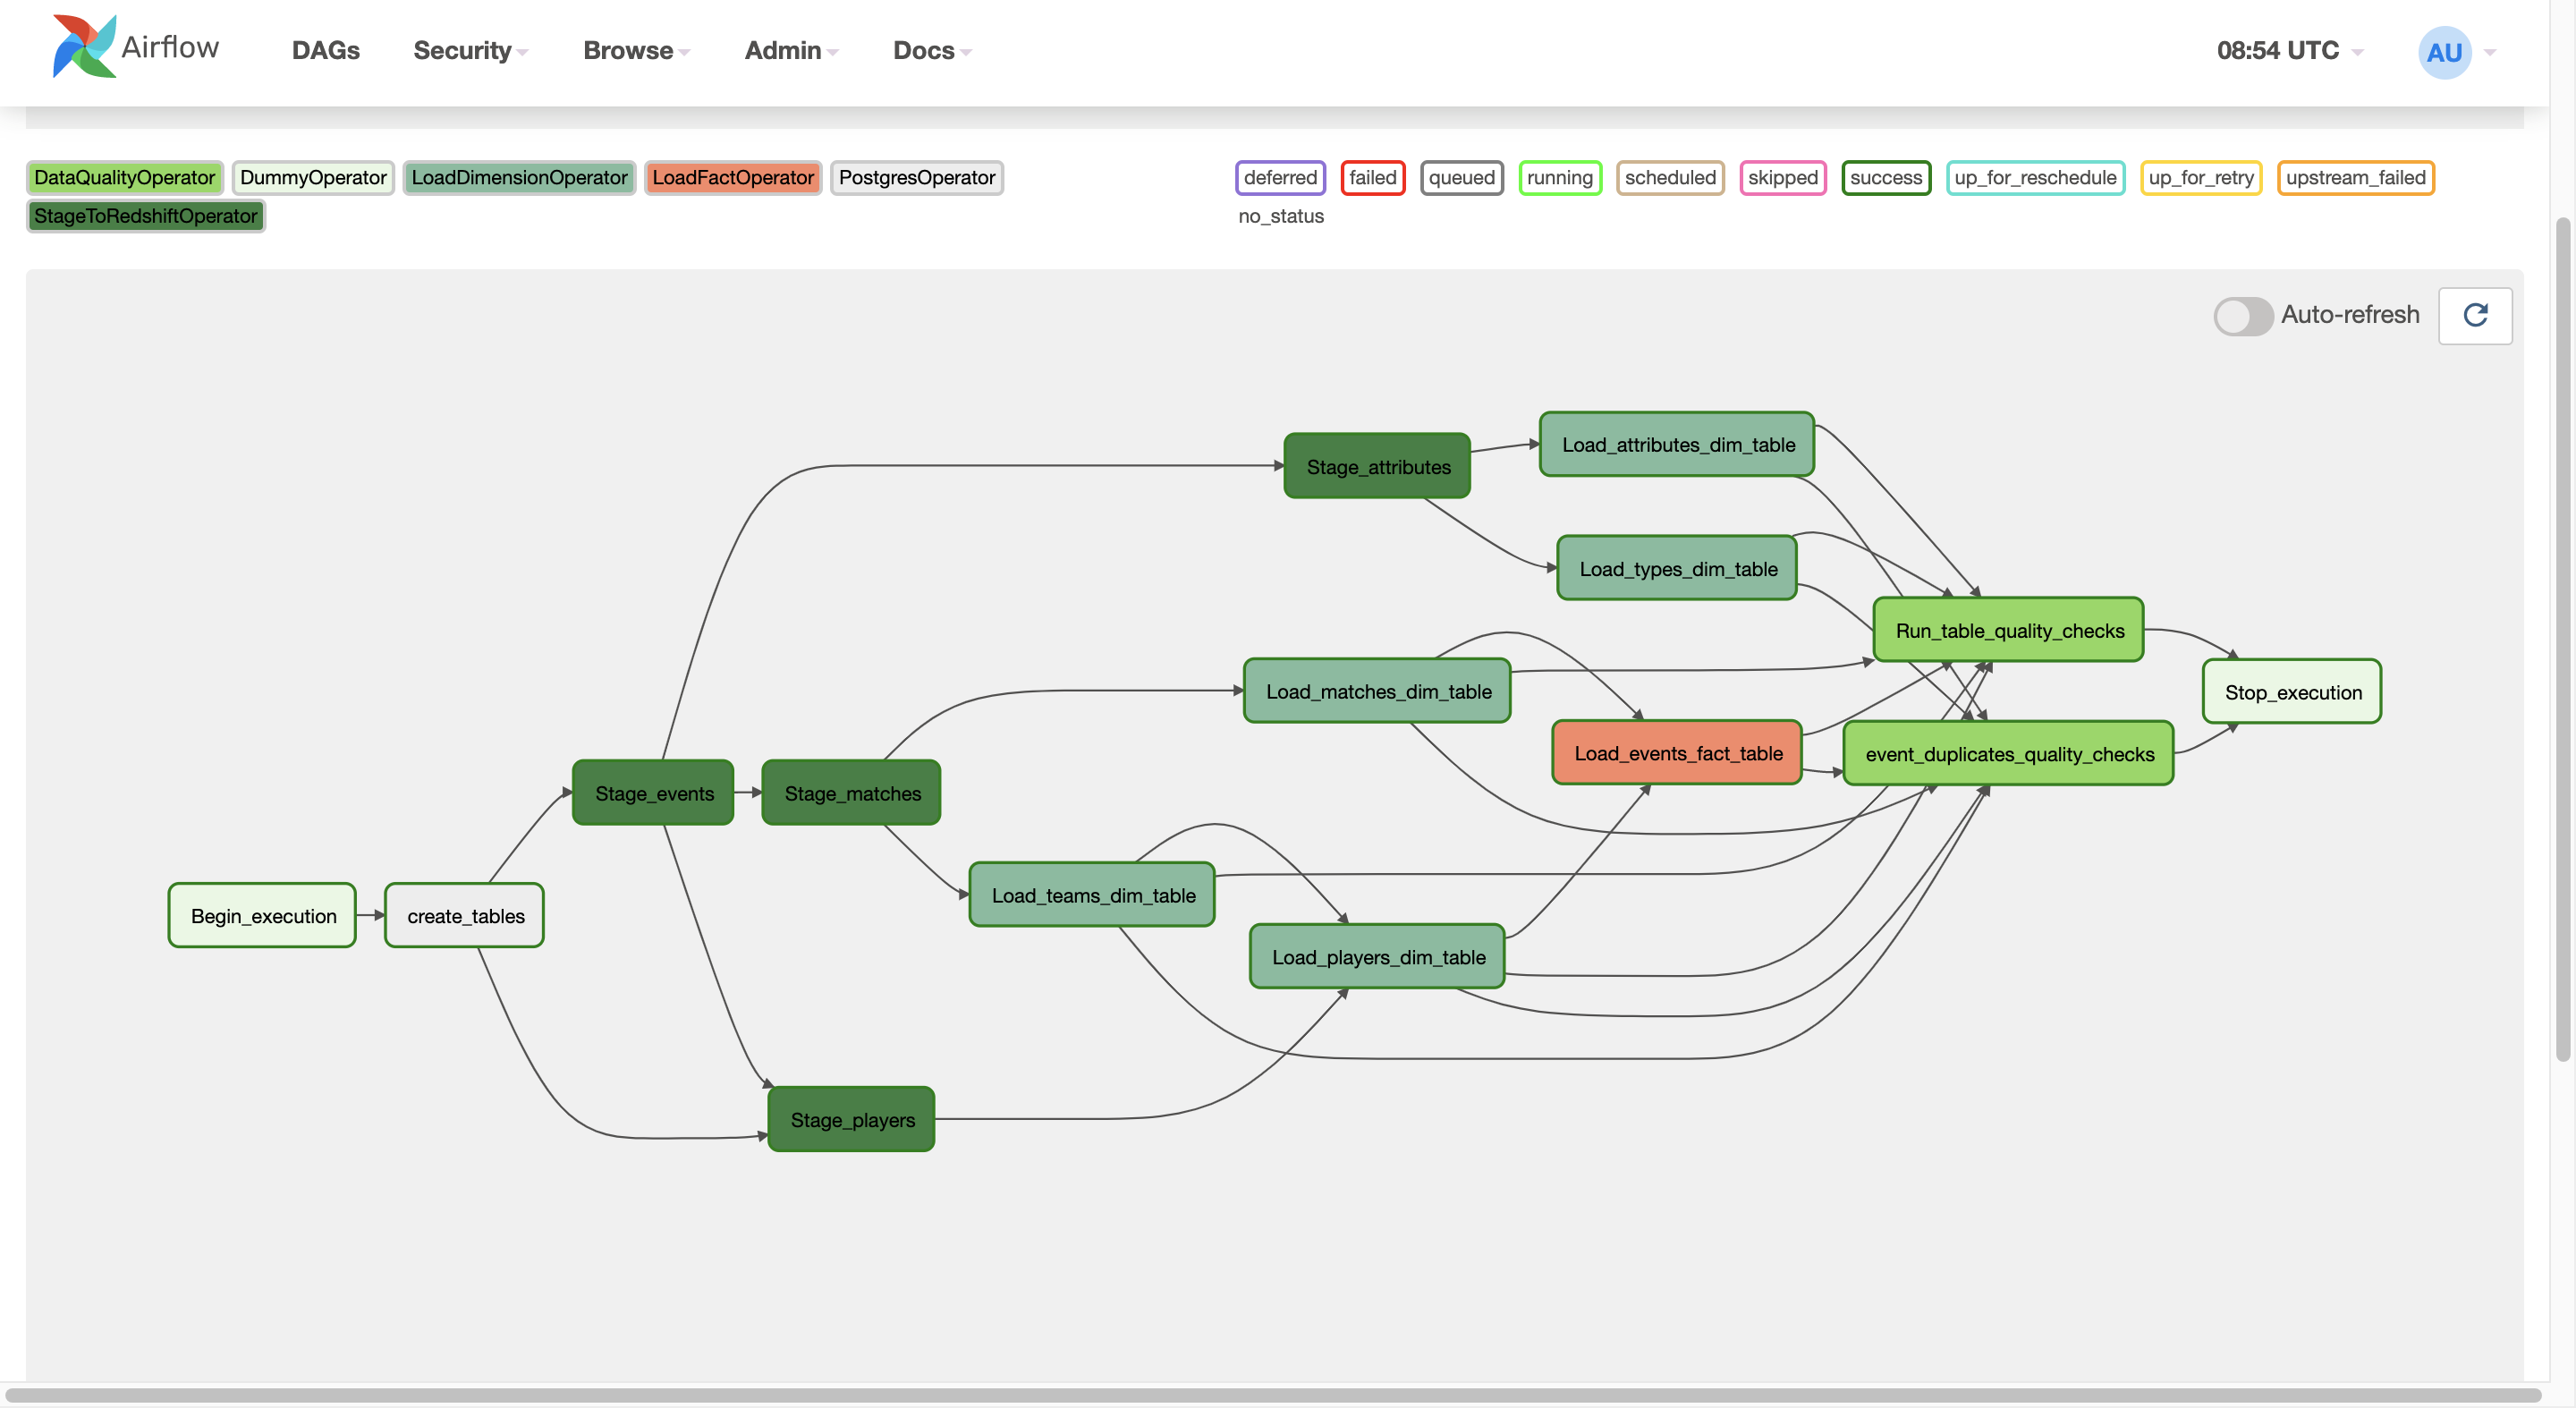 Airflow DAGs Security Browse Admin Docs 08:54 UTC AU
DataQualityOperator DummyOperator LoadDimensionOperator LoadFactOperator PostgresOperator
StageToRedshiftOperator
deferred failed queued running scheduled skipped success up_for_reschedule up_for_retry upstream_failed
no_status
Auto-refresh
Load_attributes_dim_table
Stage_attributes
Load_types_dim_table
Run_table_quality_checks
Load_matches_dim_table
Stop_execution
Load_events_fact_table
event_duplicates_quality_checks
Stage_events
Stage_matches
Load_teams_dim_table
Begin_execution
create_tables
Load_players_dim_table
Stage_players